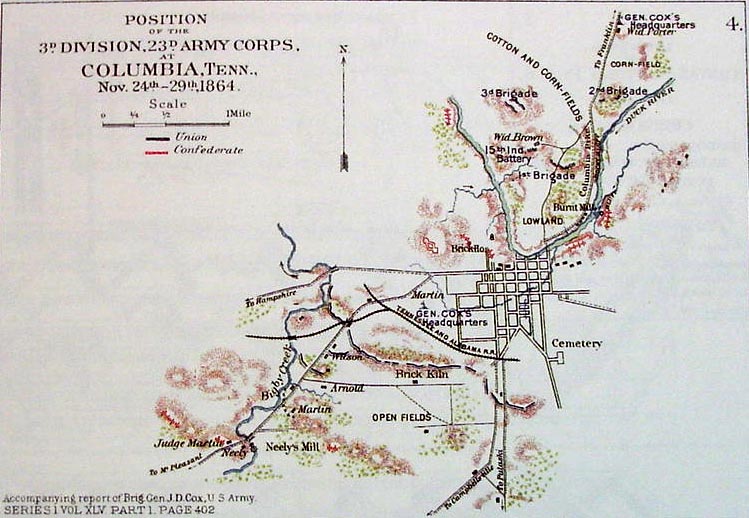 POSITION
OF THE
3D DIVISION, 23D ARMY CORPS,
AT
COLUMBIA, TENN.,
Nov. 24th–29th, 1864.
Scale
0 ¼ ½ 1 Mile
Union
Confederate
N.
4.
GEN. COX'S
Headquarters
Wid. Porter
To Franklin
CORN-FIELD
COTTON AND CORN-FIELDS
3d Brigade
2nd Brigade
DUCK RIVER
Wid. Brown
15th Ind.
Battery
1st Brigade
Columbia Pike
Burnt Mill
LOWLAND
To Hampshire
Martin
GEN. COX'S
Headquarters
TENNESSEE AND ALABAMA R.R.
Cemetery
Wilson
Brick Kiln
Bigby Creek
Arnold
Martin
OPEN FIELDS
Judge Martin
Neely
Neely's Mill
To Mt. Pleasant
To Campbellsville
To Pulaski
Accompanying report of Brig. Gen. J.D. Cox, U S Army.
SERIES I VOL XLV PART 1. PAGE 402.